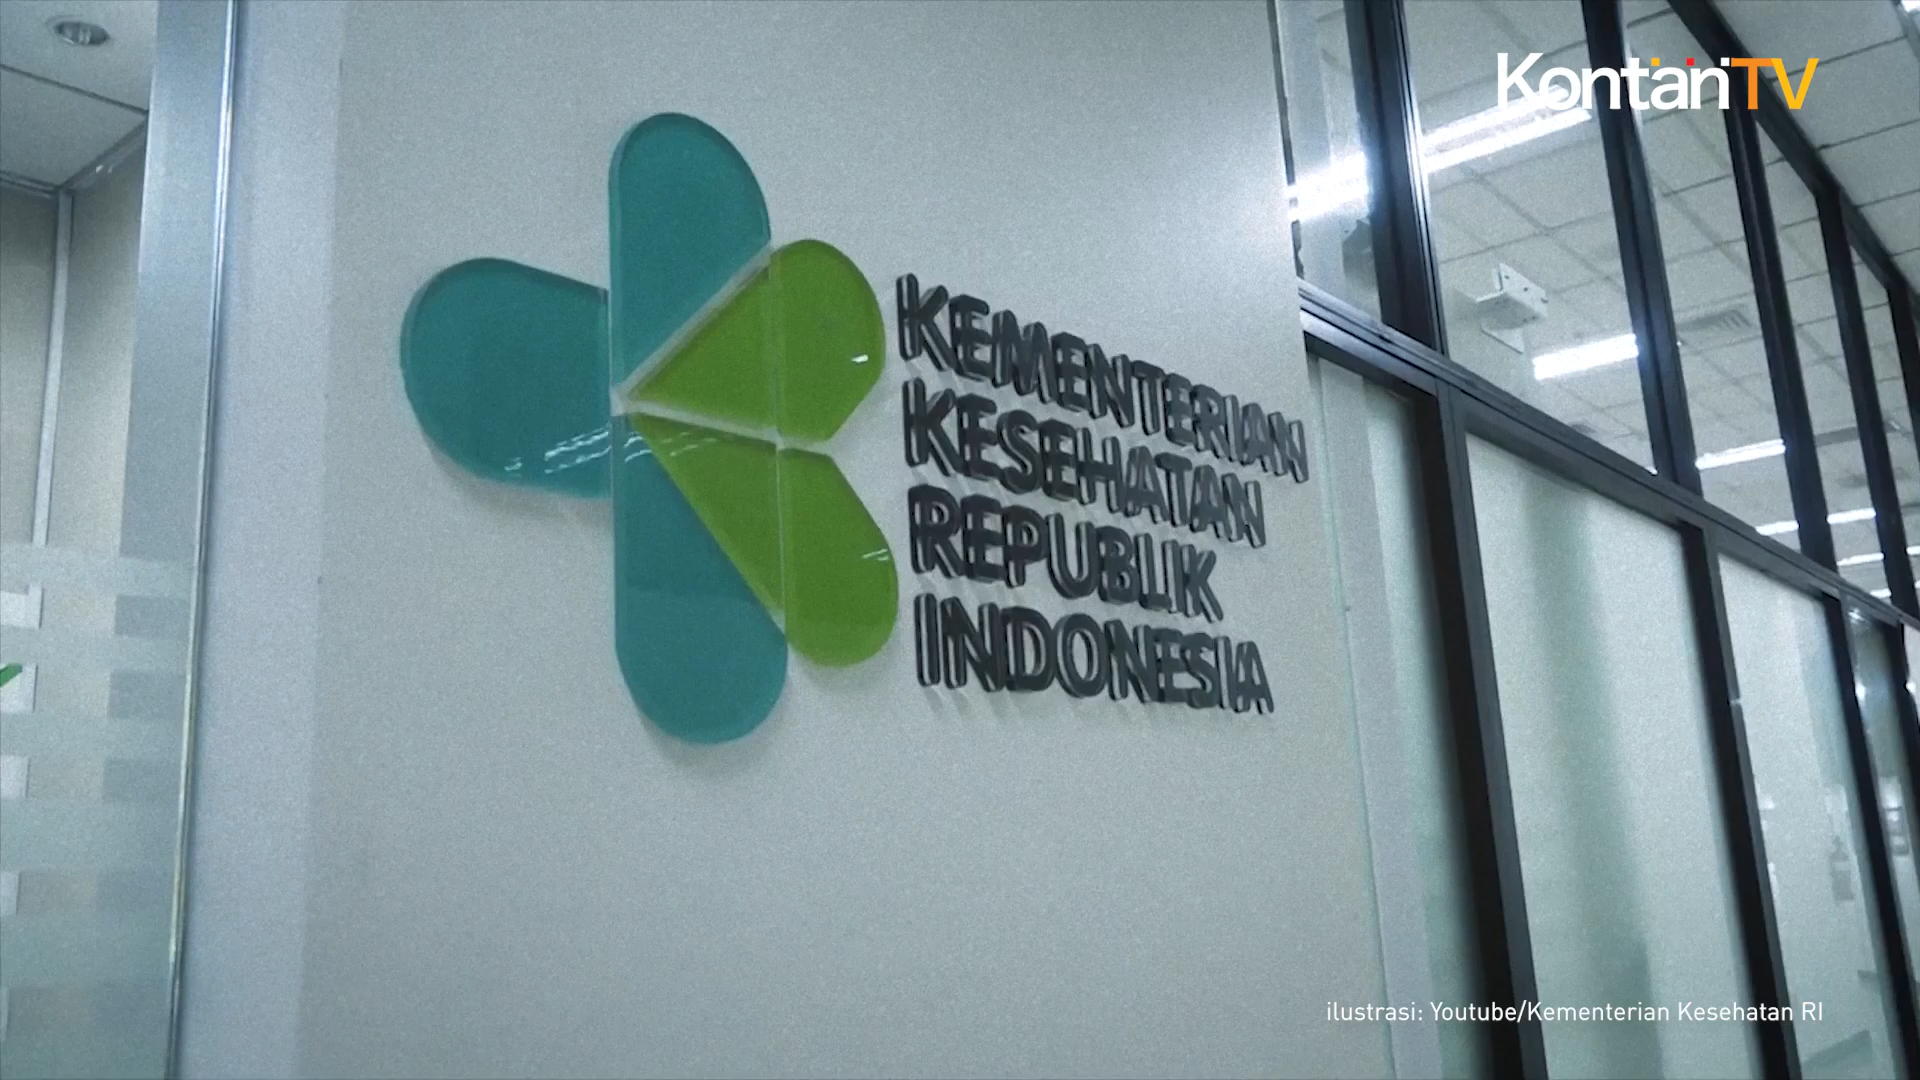 KontanTV
KEMENTERIAN
KESEHATAN
REPUBLIK
INDONESIA
ilustrasi: Youtube/Kementerian Kesehatan RI